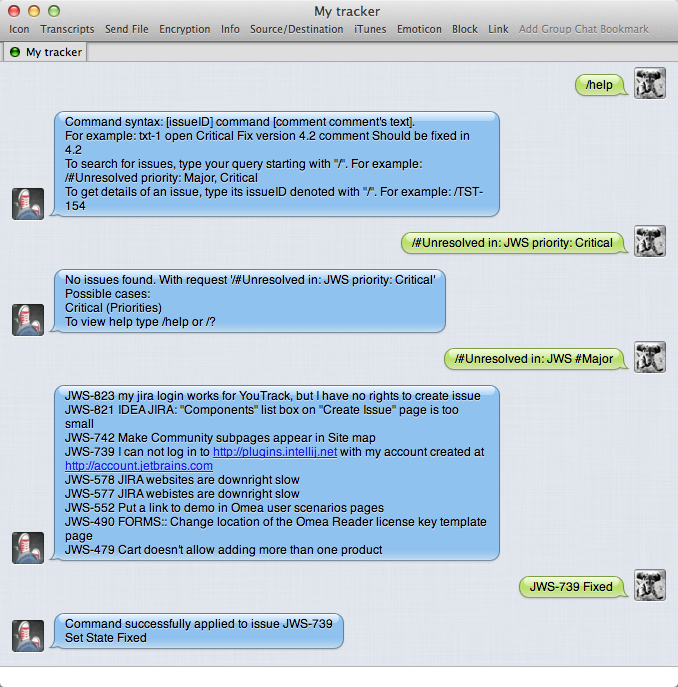 My tracker
Icon Transcripts Send File Encryption Info Source/Destination iTunes Emoticon Block Link Add Group Chat Bookmark
My tracker
/help
Command syntax: [issueID] command [comment comment's text].
For example: txt-1 open Critical Fix version 4.2 comment Should be fixed in
4.2
To search for issues, type your query starting with "/". For example:
/#Unresolved priority: Major, Critical
To get details of an issue, type its issueID denoted with "/". For example: /TST-
154
/#Unresolved in: JWS priority: Critical
No issues found. With request '/#Unresolved in: JWS priority: Critical'
Possible cases:
Critical (Priorities)
To view help type /help or /?
/#Unresolved in: JWS #Major
JWS-823 my jira login works for YouTrack, but I have no rights to create issue
JWS-821 IDEA JIRA: "Components" list box on "Create Issue" page is too
small
JWS-742 Make Community subpages appear in Site map
JWS-739 I can not log in to http://plugins.intellij.net with my account created at
http://account.jetbrains.com
JWS-578 JIRA websites are downright slow
JWS-577 JIRA webistes are downright slow
JWS-552 Put a link to demo in Omea user scenarios pages
JWS-490 FORMS:: Change location of the Omea Reader license key template
page
JWS-479 Cart doesn't allow adding more than one product
JWS-739 Fixed
Command successfully applied to issue JWS-739
Set State Fixed